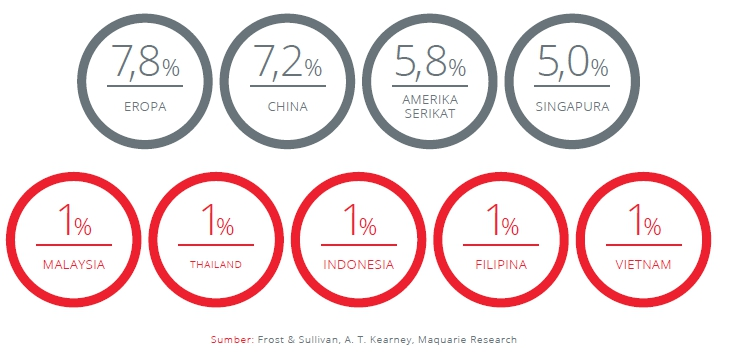 7,8% 7,2% 5,8% 5,0%
EROPA CHINA AMERIKA SERIKAT SINGAPURA
1% 1% 1% 1% 1%
MALAYSIA THAILAND INDONESIA FILIPINA VIETNAM
Sumber: Frost & Sullivan, A. T. Kearney, Maquarie Research